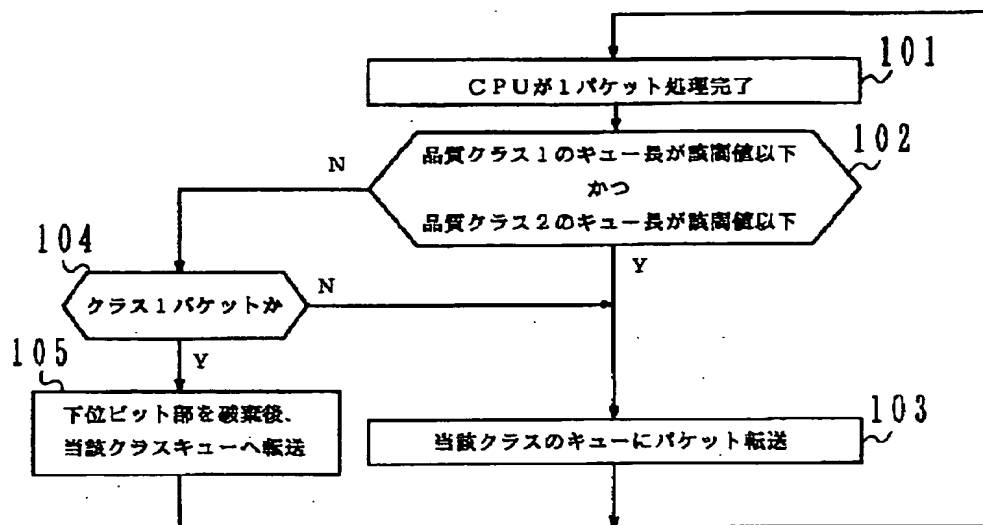 101
CPUが1パケット処理完了
102
品質クラス1のキュー長が該閾値以下
かつ
品質クラス2のキュー長が該閾値以下
N
Y
104
クラス1パケットか
N
Y
105
下位ビット部を破棄後、
当該クラスキューへ転送
103
当該クラスのキューにパケット転送